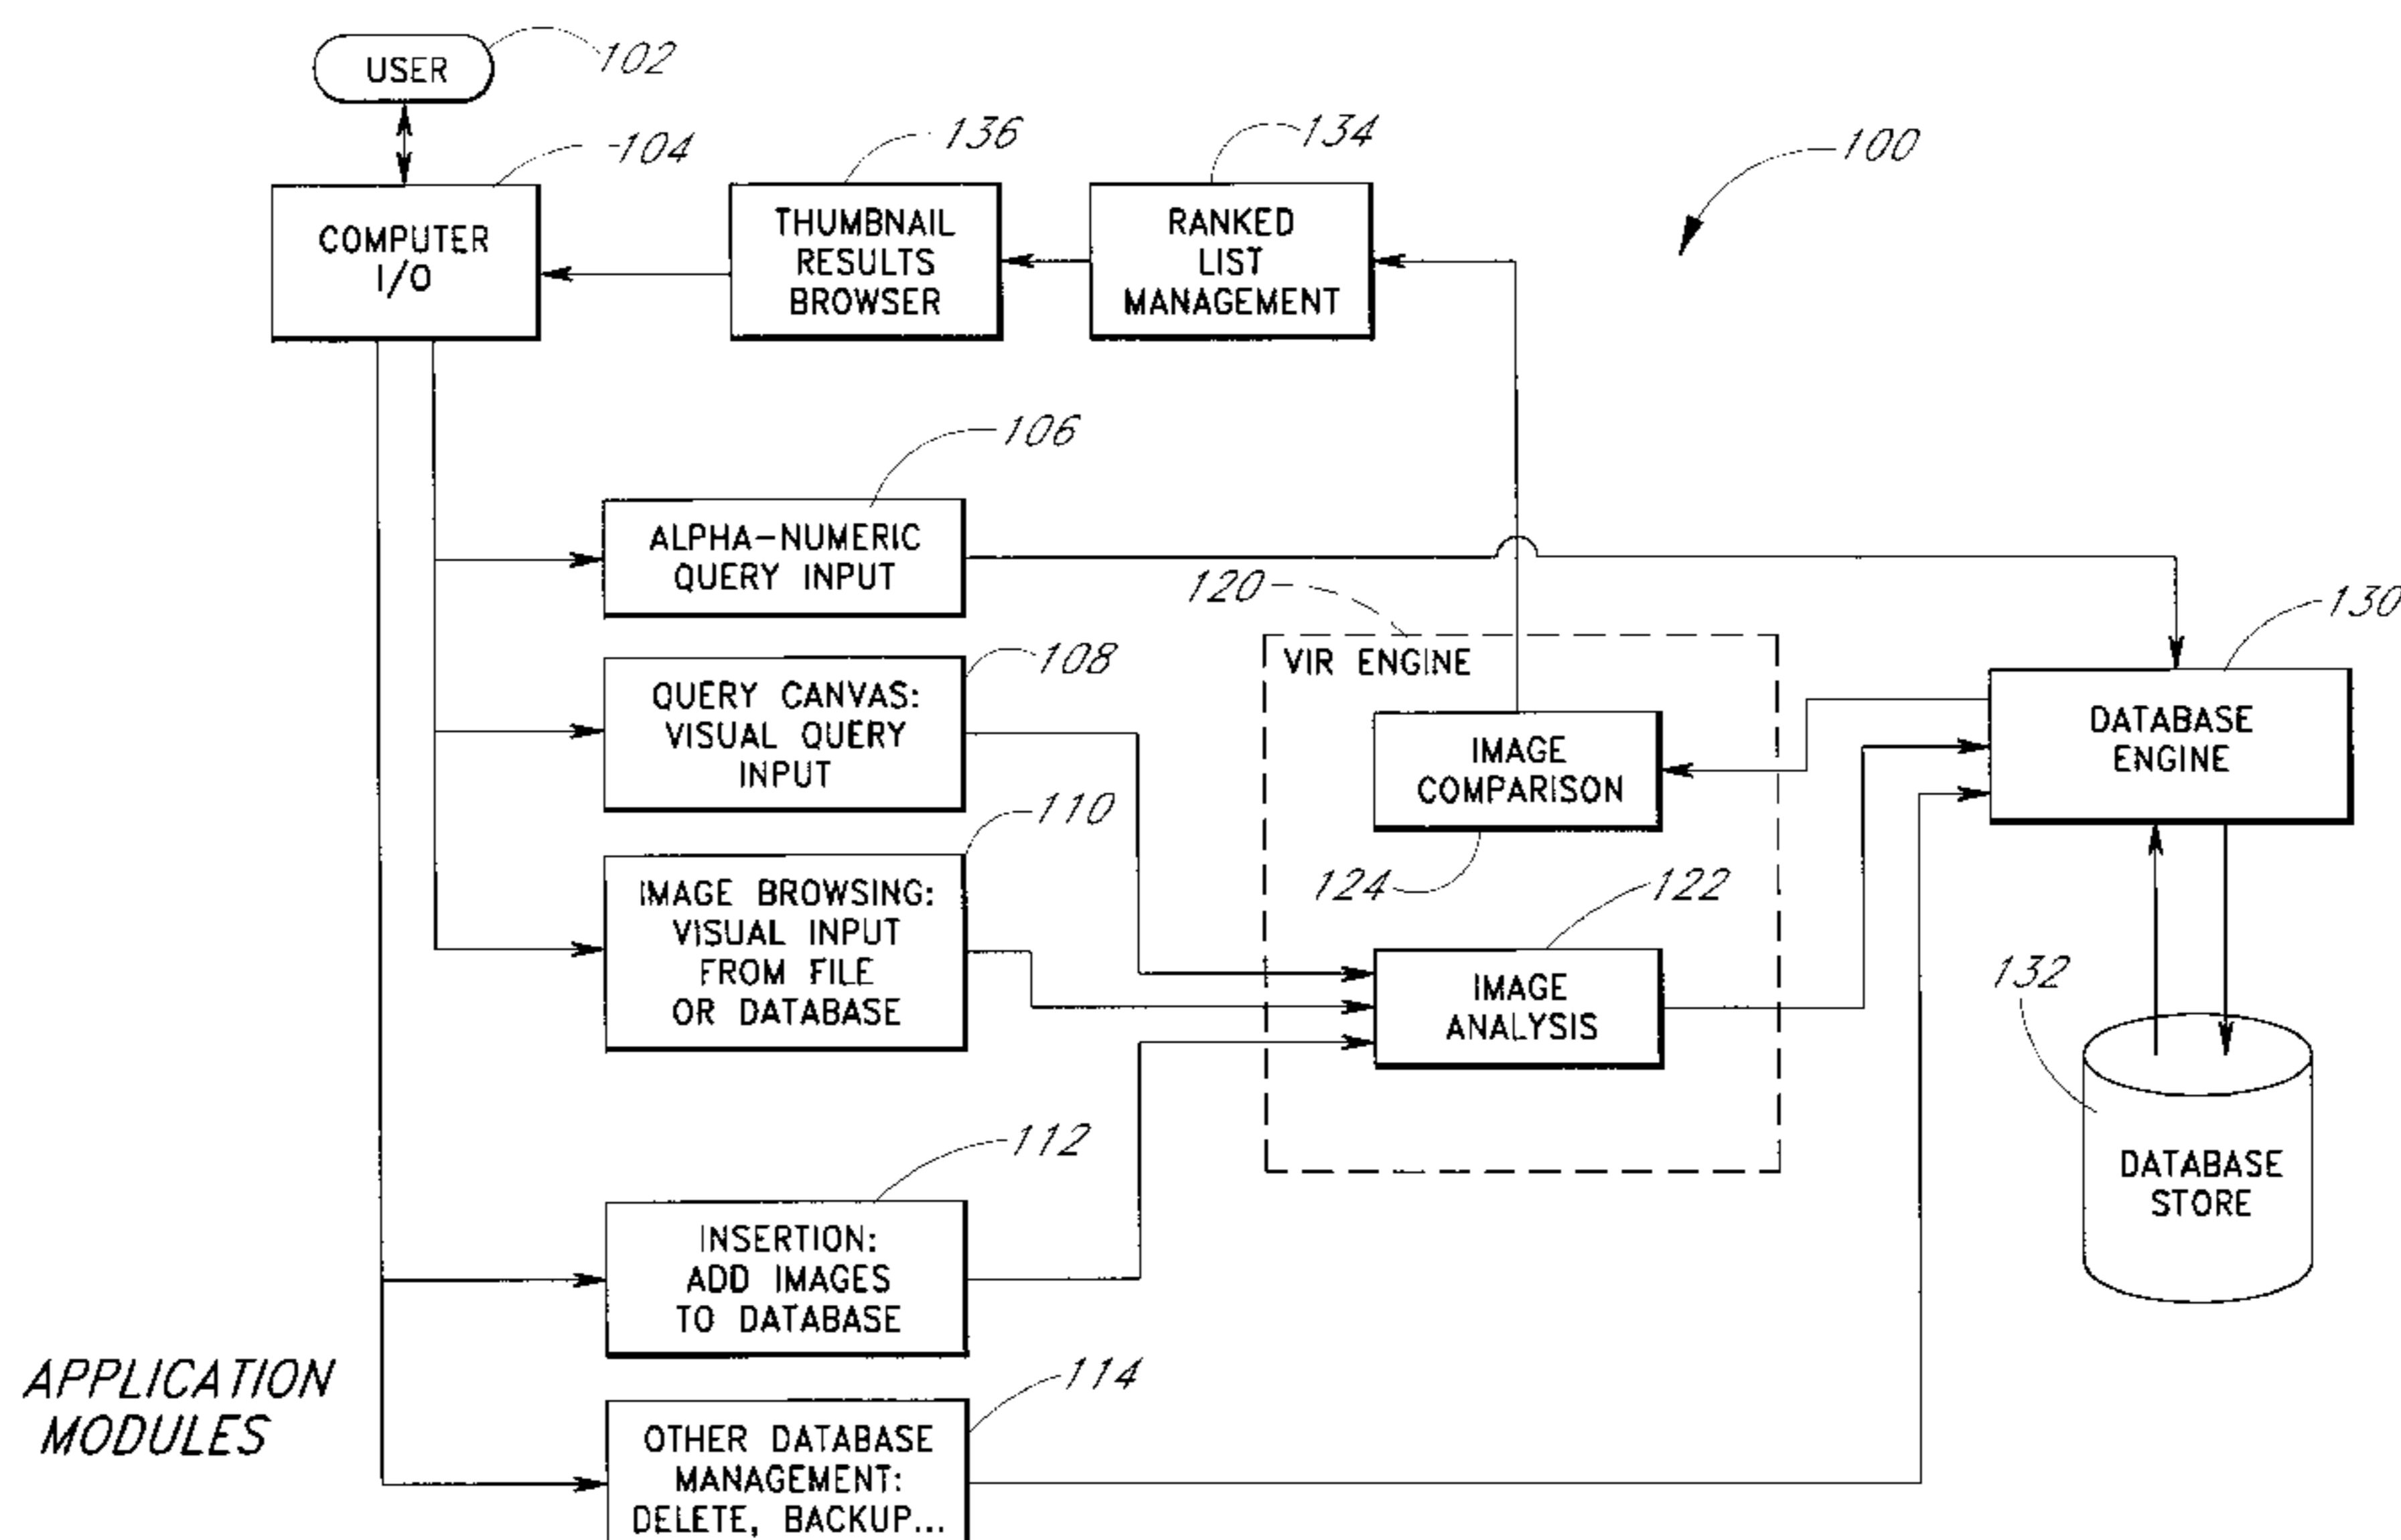 USER
102
104
COMPUTER
I/O
136
THUMBNAIL
RESULTS
BROWSER
134
RANKED
LIST
MANAGEMENT
100
106
ALPHA-NUMERIC
QUERY INPUT
108
QUERY CANVAS:
VISUAL QUERY
INPUT
110
IMAGE BROWSING:
VISUAL INPUT
FROM FILE
OR DATABASE
120
VIR ENGINE
IMAGE
COMPARISON
124
122
IMAGE
ANALYSIS
130
DATABASE
ENGINE
132
DATABASE
STORE
112
INSERTION:
ADD IMAGES
TO DATABASE
APPLICATION
MODULES
114
OTHER DATABASE
MANAGEMENT:
DELETE, BACKUP...